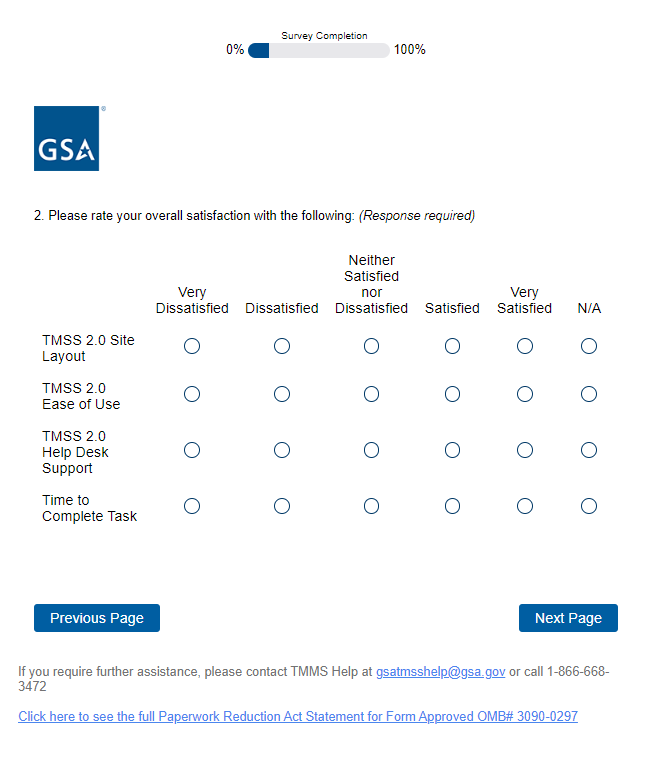 Survey Completion
0% 100%
GSA
®
2. Please rate your overall satisfaction with the following: (Response required)
Very Dissatisfied
Dissatisfied
Neither Satisfied nor Dissatisfied
Satisfied
Very Satisfied
N/A
TMSS 2.0 Site
Layout
TMSS 2.0
Ease of Use
TMSS 2.0
Help Desk
Support
Time to
Complete Task
Previous Page
Next Page
If you require further assistance, please contact TMMS Help at gsatmsshelp@gsa.gov or call 1-866-668-
3472
Click here to see the full Paperwork Reduction Act Statement for Form Approved OMB# 3090-0297